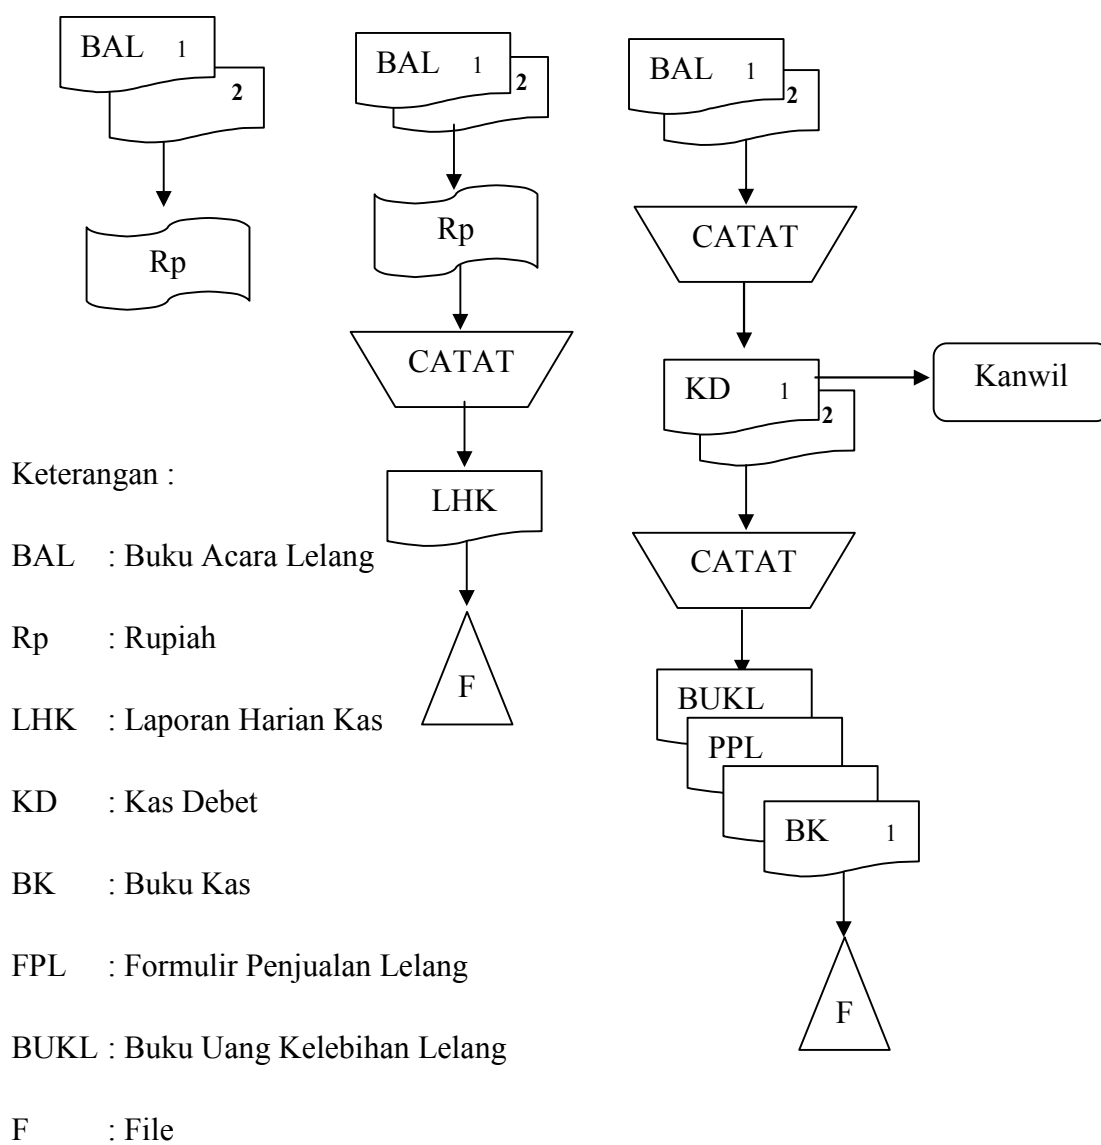 BAL 1
2
Rp
BAL 1
2
Rp
CATAT
LHK
F
BAL 1
2
CATAT
KD 1
2
Kanwil
CATAT
BUKL
PPL
BK 1
F
Keterangan :
BAL : Buku Acara Lelang
Rp : Rupiah
LHK : Laporan Harian Kas
KD : Kas Debet
BK : Buku Kas
FPL : Formulir Penjualan Lelang
BUKL : Buku Uang Kelebihan Lelang
F : File